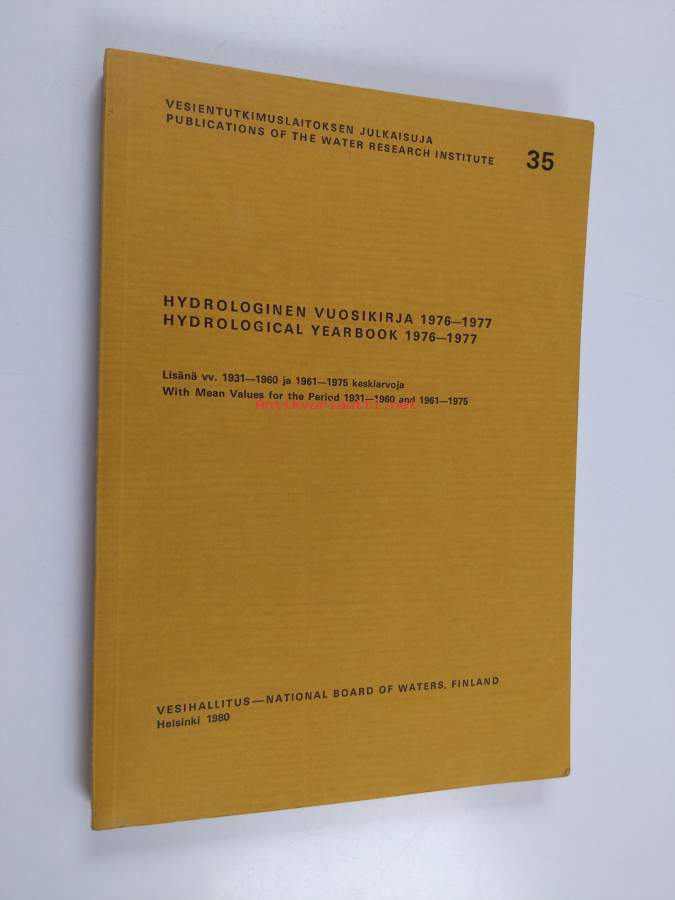 VESIENTUTKIMUSLAITOKSEN JULKAISUJA
PUBLICATIONS OF THE WATER RESEARCH INSTITUTE 35
HYDROLOGINEN VUOSIKIRJA 1976—1977
HYDROLOGICAL YEARBOOK 1976—1977
Lisänä vv. 1931—1960 ja 1961—1975 keskiarvoja
With Mean Values for the Period 1931—1960 and 1961—1975
Antikvariaatti.net
VESIHALLITUS—NATIONAL BOARD OF WATERS, FINLAND
Helsinki 1980